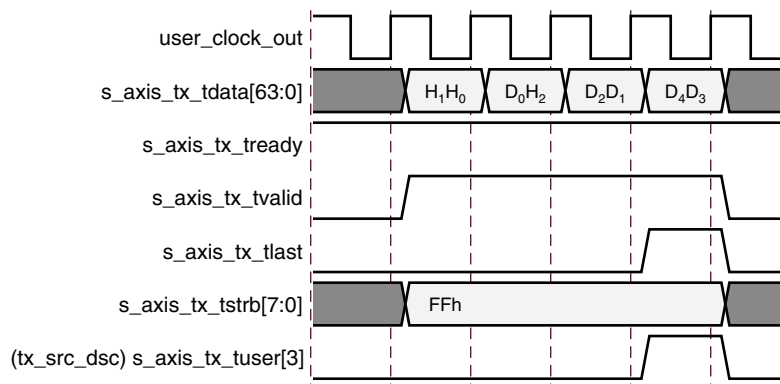 user_clock_out
s_axis_tx_tdata[63:0] H₁H₀ D₀H₂ D₂D₁ D₄D₃
s_axis_tx_tready
s_axis_tx_tvalid
s_axis_tx_tlast
s_axis_tx_tstrb[7:0] FFh
(tx_src_dsc) s_axis_tx_tuser[3]